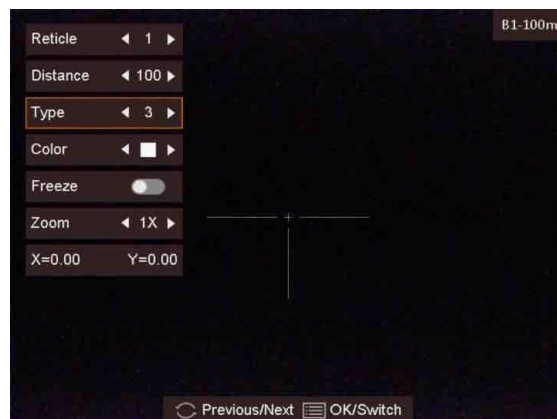 B1-100m
Reticle 1
Distance 100
Type 3
Color
Freeze
Zoom 1X
X=0.00 Y=0.00
Previous/Next OK/Switch